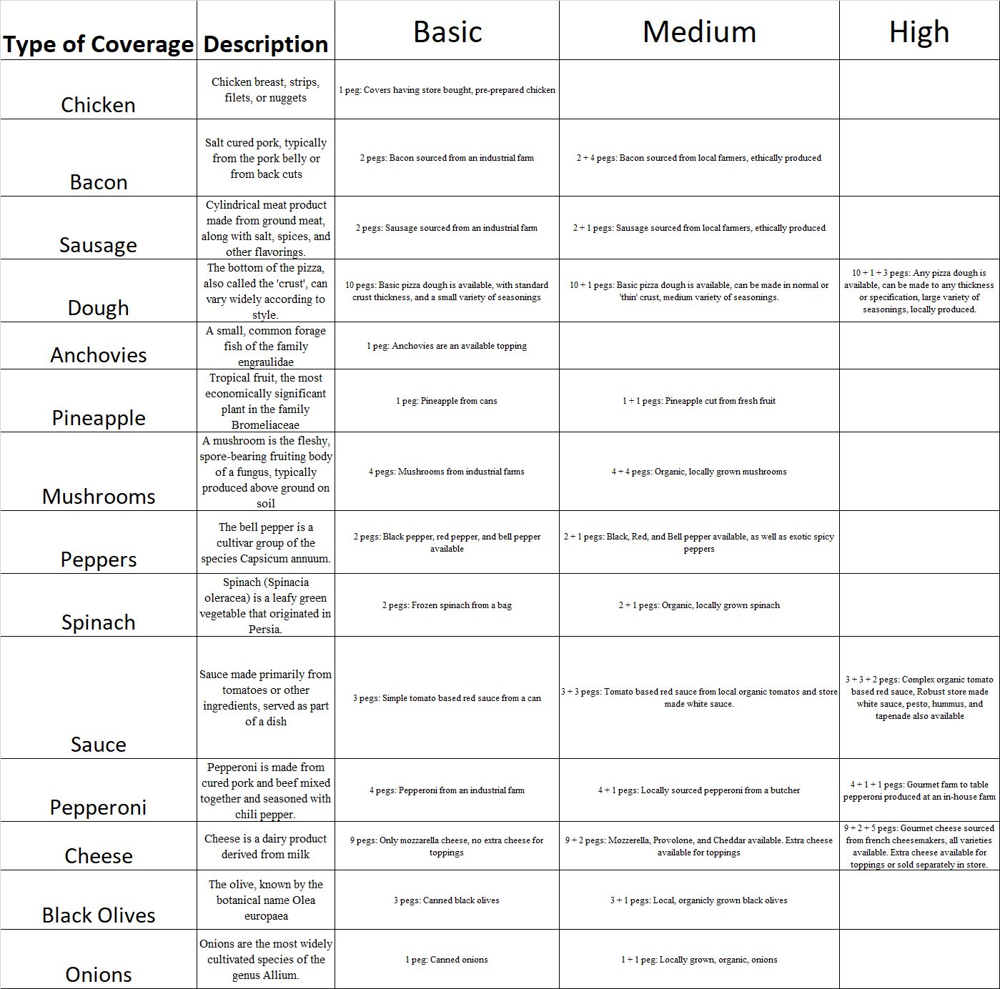 Type of Coverage
Description
Basic
Medium
High
Chicken
Chicken breast, strips,
filets, or nuggets
1 peg: Covers having store bought, pre-prepared chicken
Bacon
Salt cured pork, typically
from the pork belly or
from back cuts
2 pegs: Bacon sourced from an industrial farm
2 + 4 pegs: Bacon sourced from local farmers, ethically produced
Sausage
Cylindrical meat product
made from ground meat,
along with salt, spices, and
other flavorings.
2 pegs: Sausage sourced from an industrial farm
2 + 1 pegs: Sausage sourced from local farmers, ethically produced
Dough
The bottom of the pizza,
also called the 'crust', can
vary widely according to
style.
10 pegs: Basic pizza dough is available, with standard
crust thickness, and a small variety of seasonings
10 + 1 pegs: Basic pizza dough is available, can be made in normal or
'thin' crust, medium variety of seasonings.
10 + 1 + 3 pegs: Any pizza dough is
available, can be made to any thickness
or specification, large variety of
seasonings, locally produced.
Anchovies
A small, common forage
fish of the family
engraulidae
1 peg: Anchovies are an available topping
Pineapple
Tropical fruit, the most
economically significant
plant in the family
Bromeliaceae
1 peg: Pineapple from cans
1 + 1 pegs: Pineapple cut from fresh fruit
Mushrooms
A mushroom is the fleshy,
spore-bearing fruiting body
of a fungus, typically
produced above ground on
soil
4 pegs: Mushrooms from industrial farms
4 + 4 pegs: Organic, locally grown mushrooms
Peppers
The bell pepper is a
cultivar group of the
species Capsicum annuum.
2 pegs: Black pepper, red pepper, and bell pepper
available
2 + 1 pegs: Black, Red, and Bell pepper available, as well as exotic spicy
peppers
Spinach
Spinach (Spinacia
oleracea) is a leafy green
vegetable that originated in
Persia.
2 pegs: Frozen spinach from a bag
2 + 1 pegs: Organic, locally grown spinach
Sauce
Sauce made primarily from
tomatoes or other
ingredients, served as part
of a dish
3 pegs: Simple tomato based red sauce from a can
3 + 3 pegs: Tomato based red sauce from local organic tomatos and store
made white sauce.
3 + 3 + 2 pegs: Complex organic tomato
based red sauce, Robust store made
white sauce, pesto, hummus, and
tapenade also available
Pepperoni
Pepperoni is made from
cured pork and beef mixed
together and seasoned with
chili pepper.
4 pegs: Pepperoni from an industrial farm
4 + 1 pegs: Locally sourced pepperoni from a butcher
4 + 1 + 1 pegs: Gourmet farm to table
pepperoni produced at an in-house farm
Cheese
Cheese is a dairy product
derived from milk
9 pegs: Only mozzarella cheese, no extra cheese for
toppings
9 + 2 pegs: Mozzerella, Provolone, and Cheddar available. Extra cheese
available for toppings
9 + 2 + 5 pegs: Gourmet cheese sourced
from french cheesemakers, all varieties
available. Extra cheese available for
toppings or sold separately in store.
Black Olives
The olive, known by the
botanical name Olea
europaea
3 pegs: Canned black olives
3 + 1 pegs: Local, organicly grown black olives
Onions
Onions are the most widely
cultivated species of the
genus Allium.
1 peg: Canned onions
1 + 1 peg: Locally grown, organic, onions